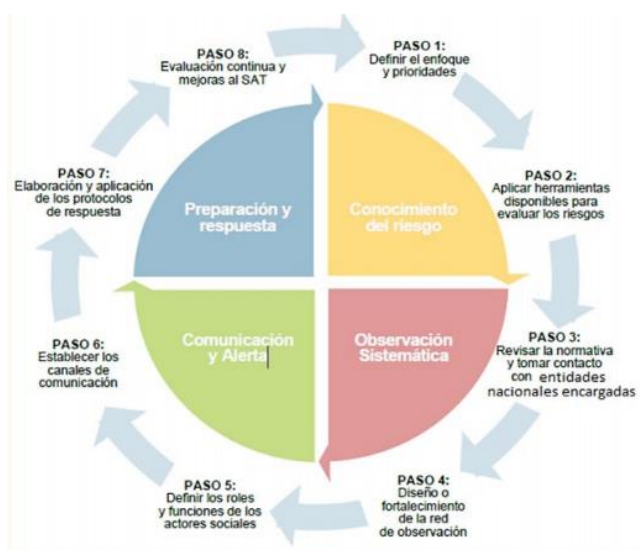 PASO 1:
Definir el enfoque
y prioridades
PASO 2:
Aplicar herramientas
disponibles para
evaluar los riesgos
PASO 3:
Revisar la normativa
y tomar contacto
con entidades
nacionales encargadas
PASO 4:
Diseño o
fortalecimiento
de la red
de observación
PASO 5:
Definir los roles
y funciones de los
actores sociales
PASO 6:
Establecer los
canales de
comunicación
PASO 7:
Elaboración y aplicación
de los protocolos
de respuesta
PASO 8:
Evaluación continua y
mejoras al SAT
Preparación y
respuesta
Conocimiento
del riesgo
Comunicación
y Alerta
Observación
Sistemática